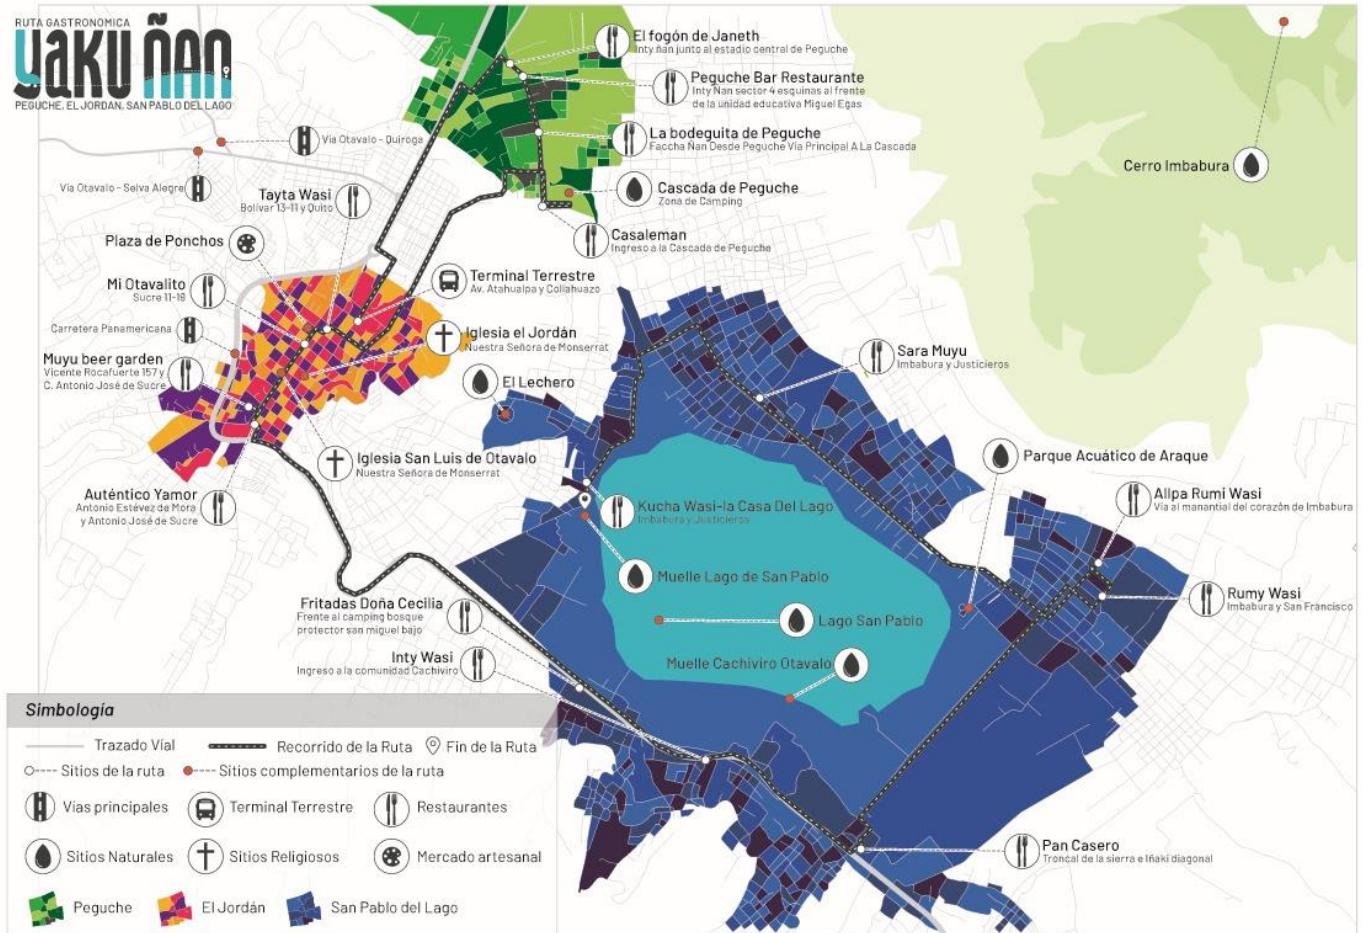 RUTA GASTRONOMICA
YAKU ÑAN
PEGUCHE, EL JORDAN, SAN PABLO DEL LAGO
El fogón de Janeth
Inty ñan junto al estadio central de Peguche
Peguche Bar Restaurante
Inty Ñan sector 4 esquinas al frente
de la unidad educativa Miguel Egas
La bodeguita de Peguche
Faccha Ñan Desde Peguche Vía Principal A La Cascada
Cascada de Peguche
Zona de Camping
Casaleman
Ingreso a la Cascada de Peguche
Cerro Imbabura
Vía Otavalo - Quiroga
Vía Otavalo - Selva Alegre
Tayta Wasi
Bolívar 13-11 y Quito
Plaza de Ponchos
Mi Otavalito
Sucre 11-19
Carretera Panamericana
Muyu beer garden
Vicente Rocafuerte 157 y
C. Antonio José de Sucre
Terminal Terrestre
Av. Atahualpa y Collahuazo
Iglesia el Jordán
Nuestra Señora de Monserrat
El Lechero
Iglesia San Luis de Otavalo
Nuestra Señora de Monserrat
Auténtico Yamor
Antonio Estévez de Mora
y Antonio José de Sucre
Sara Muyu
Imbabura y Justicieros
Parque Acuático de Araque
Allpa Rumi Wasi
Vía al manantial del corazón de Imbabura
Rumy Wasi
Imbabura y San Francisco
Kucha Wasi-la Casa Del Lago
Imbabura y Justicieros
Muelle Lago de San Pablo
Lago San Pablo
Muelle Cachiviro Otavalo
Fritadas Doña Cecilia
Frente al camping bosque
protector san miguel bajo
Inty Wasi
Ingreso a la comunidad Cachiviro
Pan Casero
Troncal de la sierra e Iñaki diagonal
Simbología
Trazado Víal
Recorrido de la Ruta
Fin de la Ruta
Sitios de la ruta
Sitios complementarios de la ruta
Vías principales
Terminal Terrestre
Restaurantes
Sitios Naturales
Sitios Religiosos
Mercado artesanal
Peguche
El Jordán
San Pablo del Lago